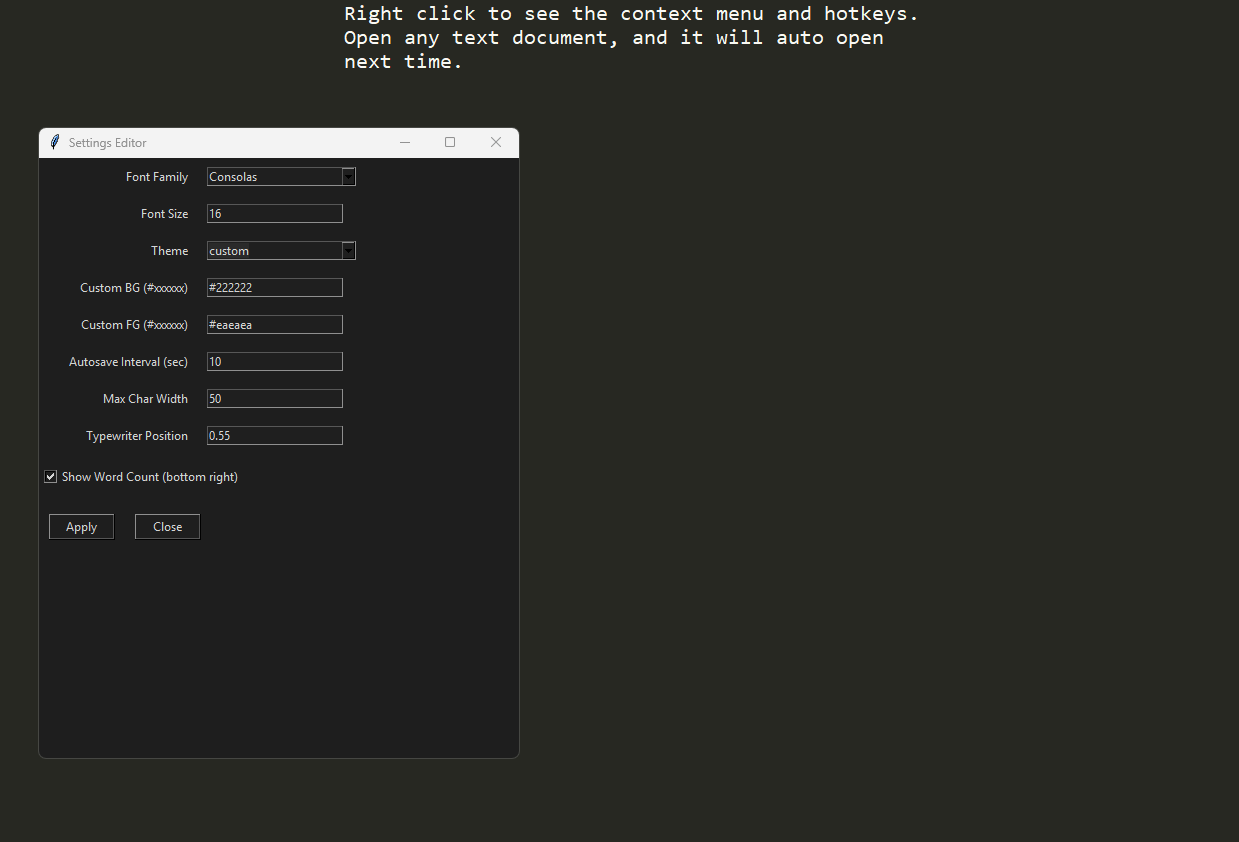 Right click to see the context menu and hotkeys.
Open any text document, and it will auto open
next time.
Settings Editor
Font Family Consolas
Font Size 16
Theme custom
Custom BG (#xxxxxx) #222222
Custom FG (#xxxxxx) #eaeaea
Autosave Interval (sec) 10
Max Char Width 50
Typewriter Position 0.55
Show Word Count (bottom right)
Apply Close